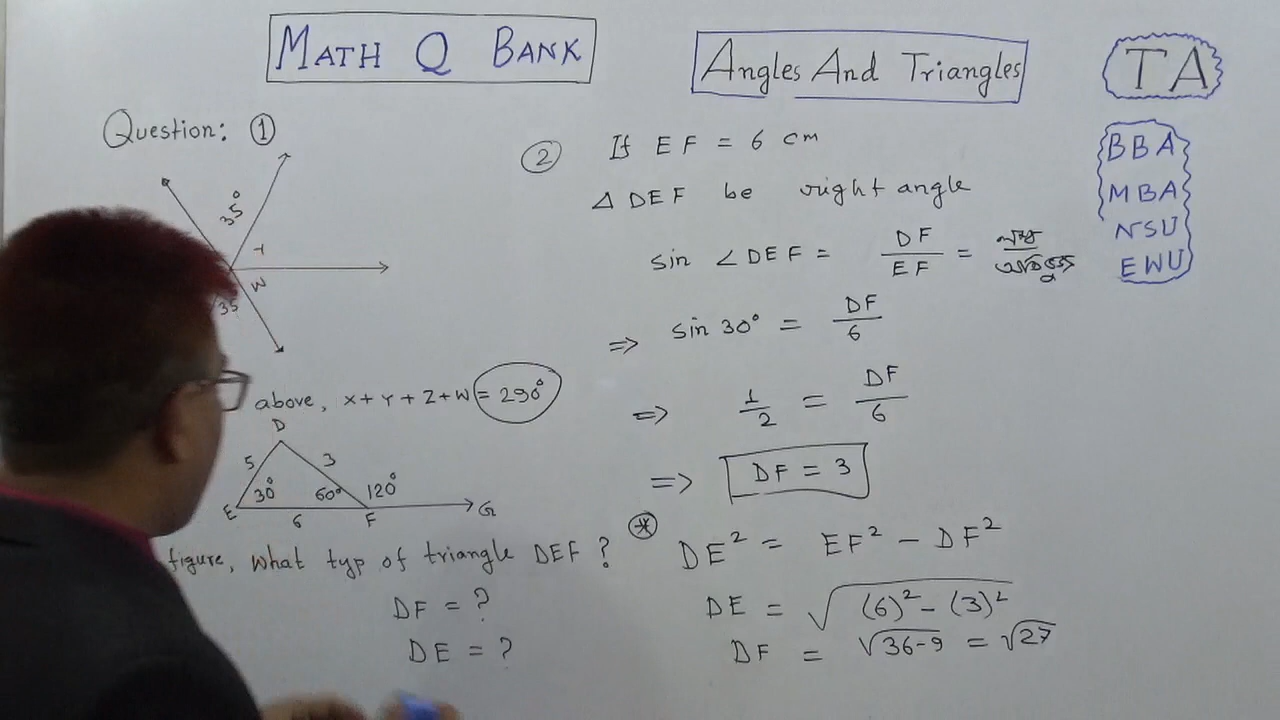 MATH Q BANK
Angles And Triangles
TA
BBA
MBA
NSU
EWU
Question: ①
35°
Y
W
35
above, X+Y+Z+W = 290°
D
5
3
30°
60°
120°
E
6
F
G
figure, what typ of triangle DEF ?
DF = ?
DE = ?
② If EF = 6 cm
△ DEF be right angle
sin ∠DEF = DF/EF = লম্ব/অতিভুজ
⇒ sin 30° = DF/6
⇒ 1/2 = DF/6
⇒ DF = 3
* DE² = EF² - DF²
DE = √(6)² - (3)²
DF = √36-9 = √27